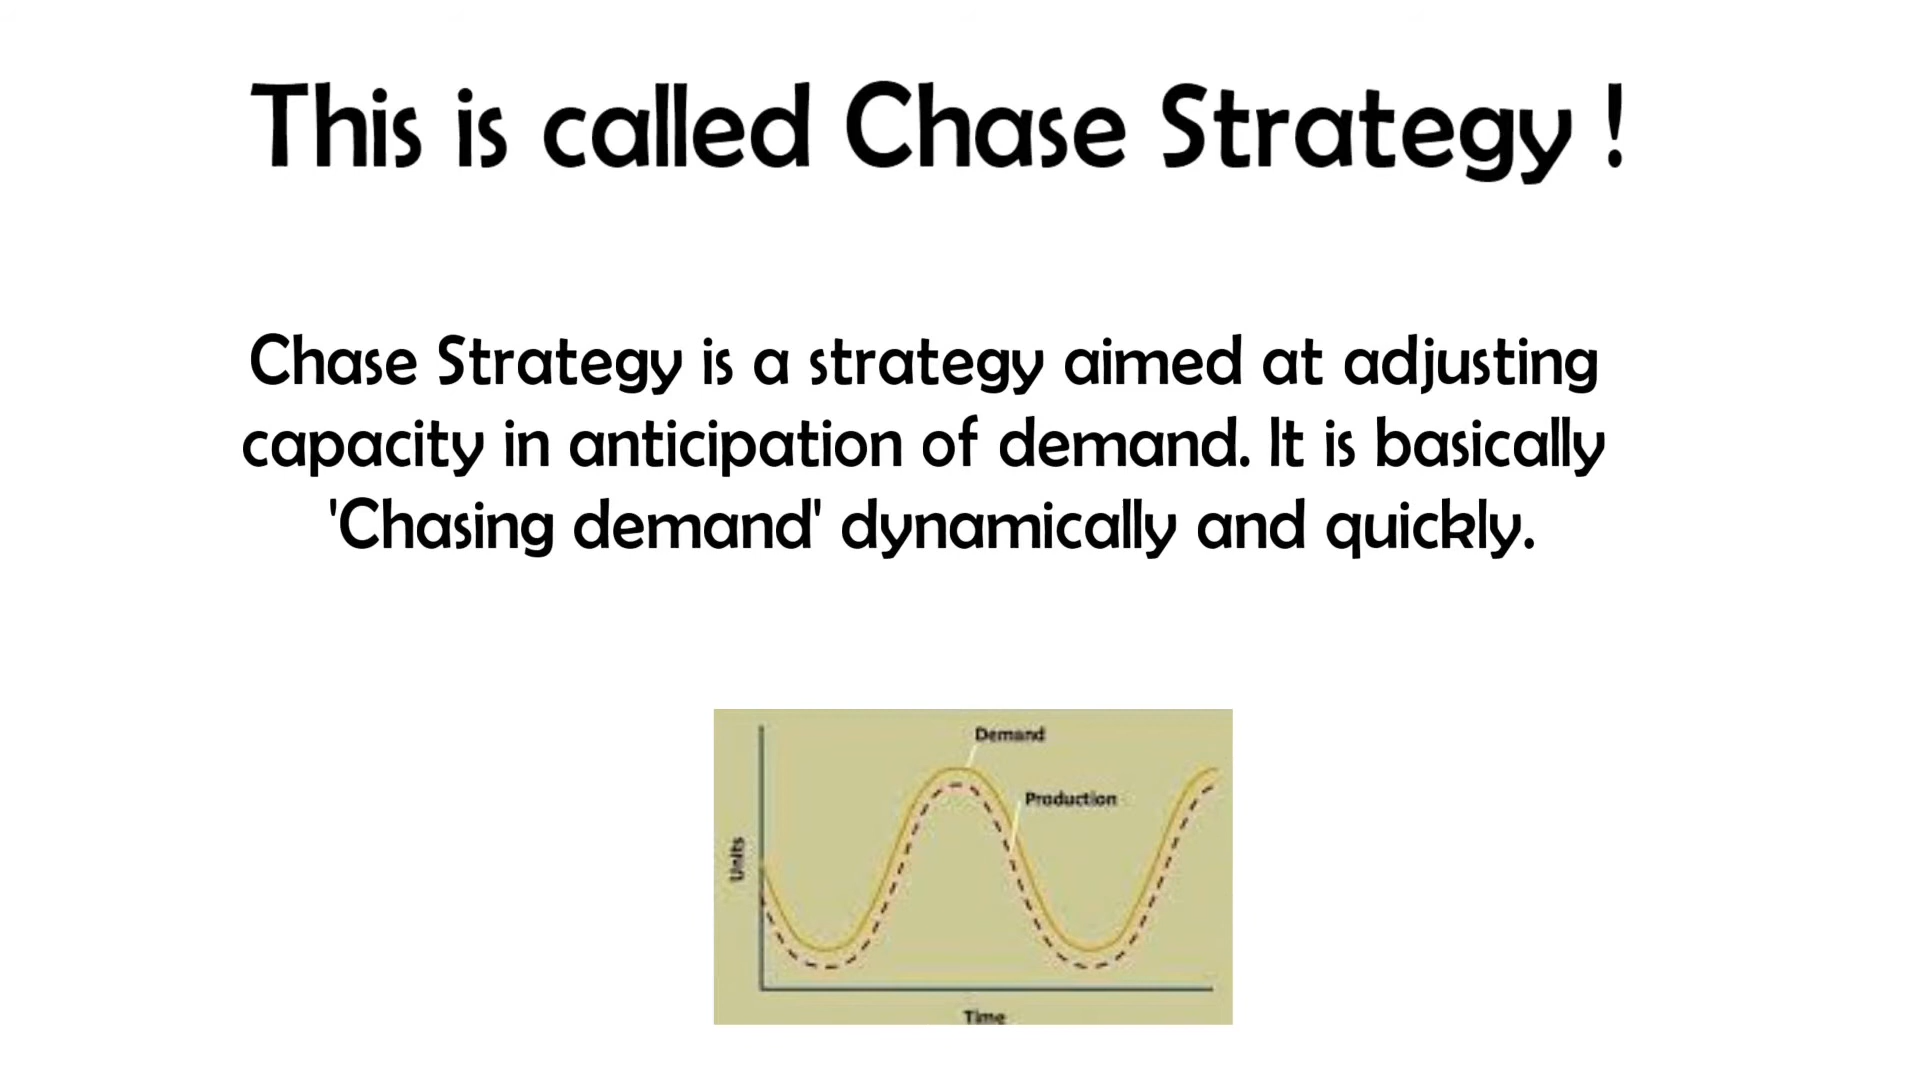 This is called Chase Strategy !
Chase Strategy is a strategy aimed at adjusting
capacity in anticipation of demand. It is basically
'Chasing demand' dynamically and quickly.
Demand
Production
Units
Time